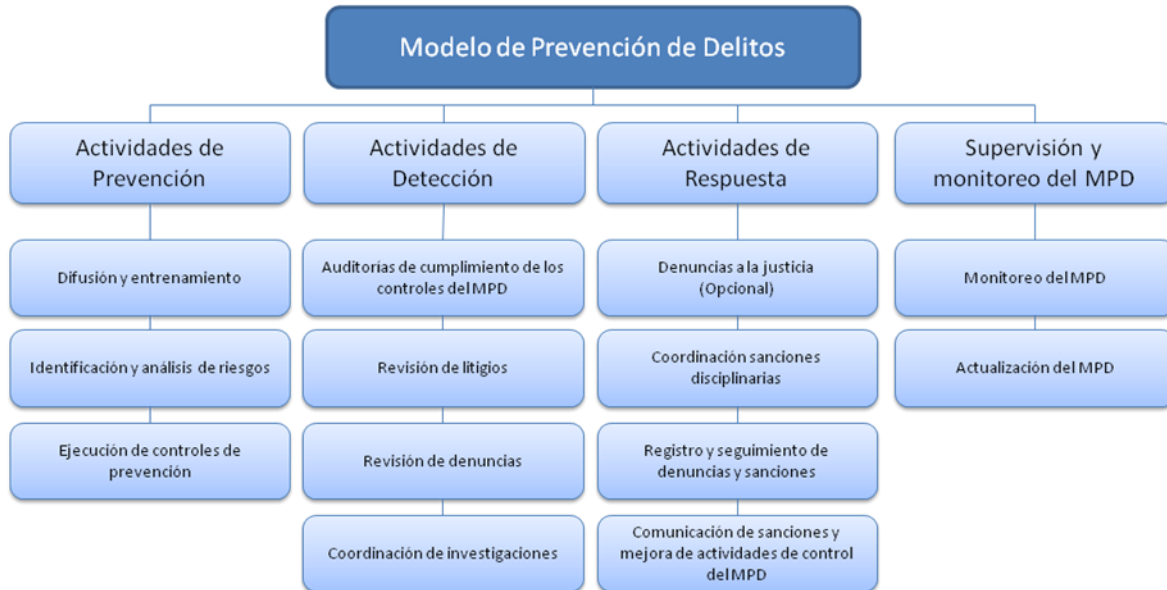 Modelo de Prevención de Delitos
Actividades de
Prevención
Difusión y entrenamiento
Identificación y análisis de riesgos
Ejecución de controles de
prevención
Actividades de
Detección
Auditorías de cumplimiento de los
controles del MPD
Revisión de litigios
Revisión de denuncias
Coordinación de investigaciones
Actividades de
Respuesta
Denuncias a la justicia
(Opcional)
Coordinación sanciones
disciplinarias
Registro y seguimiento de
denuncias y sanciones
Comunicación de sanciones y
mejora de actividades de control
del MPD
Supervisión y
monitoreo del MPD
Monitoreo del MPD
Actualización del MPD